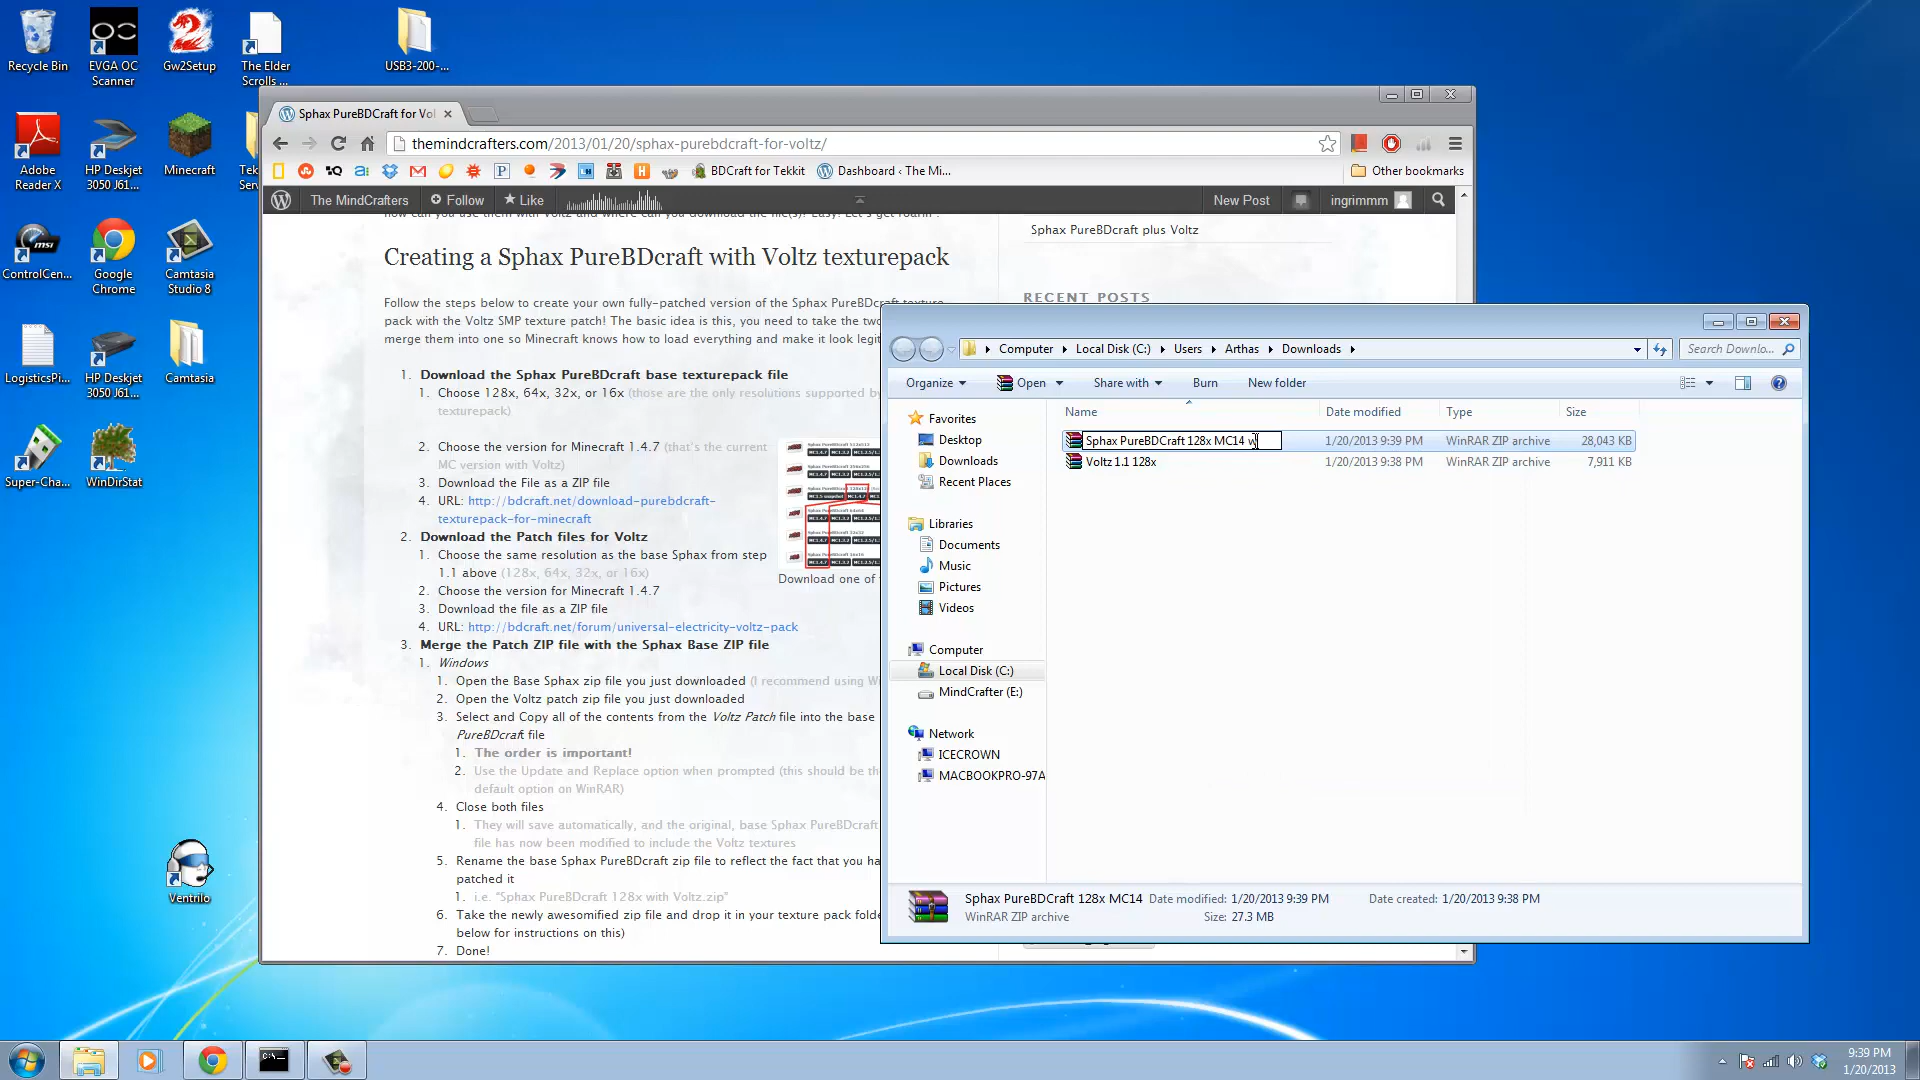 Recycle Bin
EVGA OC Scanner
Gw2Setup
The Elder Scrolls ...
USB3-200-...
Adobe Reader X
HP Deskjet 3050 J61...
Minecraft
Tek
Serv
ControlCen...
Google Chrome
Camtasia Studio 8
LogisticsPi...
HP Deskjet 3050 J61...
Camtasia
Super-Cha...
WinDirStat
Ventrilo
Sphax PureBDCraft for Vol
themindcrafters.com/2013/01/20/sphax-purebdcraft-for-voltz/
BDCraft for Tekkit
Dashboard ‹ The Mi...
Other bookmarks
The MindCrafters
Follow
Like
New Post
ingrimmm
Creating a Sphax PureBDcraft with Voltz texturepack
Follow the steps below to create your own fully-patched version of the Sphax PureBDcraft texture
pack with the Voltz SMP texture patch! The basic idea is this, you need to take the two
merge them into one so Minecraft knows how to load everything and make it look legit
1. Download the Sphax PureBDcraft base texturepack file
1. Choose 128x, 64x, 32x, or 16x (those are the only resolutions supported by
texturepack)
2. Choose the version for Minecraft 1.4.7 (that's the current
MC version with Voltz)
3. Download the File as a ZIP file
4. URL: http://bdcraft.net/download-purebdcraft-
texturepack-for-minecraft
Download one of
2. Download the Patch files for Voltz
1. Choose the same resolution as the base Sphax from step
1.1 above (128x, 64x, 32x, or 16x)
2. Choose the version for Minecraft 1.4.7
3. Download the file as a ZIP file
4. URL: http://bdcraft.net/forum/universal-electricity-voltz-pack
3. Merge the Patch ZIP file with the Sphax Base ZIP file
1. Windows
1. Open the Base Sphax zip file you just downloaded (I recommend using Wi
2. Open the Voltz patch zip file you just downloaded
3. Select and Copy all of the contents from the Voltz Patch file into the base
PureBDcraft file
1. The order is important!
2. Use the Update and Replace option when prompted (this should be th
default option on WinRAR)
4. Close both files
1. They will save automatically, and the original, base Sphax PureBDcraft
file has now been modified to include the Voltz textures
5. Rename the base Sphax PureBDcraft zip file to reflect the fact that you ha
patched it
1. i.e. "Sphax PureBDcraft 128x with Voltz.zip"
6. Take the newly awesomified zip file and drop it in your texture pack folde
below for instructions on this)
7. Done!
Sphax PureBDcraft plus Voltz
RECENT POSTS
Computer
Local Disk (C:)
Users
Arthas
Downloads
Search Downlo...
Organize
Open
Share with
Burn
New folder
Favorites
Desktop
Downloads
Recent Places
Libraries
Documents
Music
Pictures
Videos
Computer
Local Disk (C:)
MindCrafter (E:)
Network
ICECROWN
MACBOOKPRO-97A
Name Date modified Type Size
Sphax PureBDCraft 128x MC14 w 1/20/2013 9:39 PM WinRAR ZIP archive 28,043 KB
Voltz 1.1 128x 1/20/2013 9:38 PM WinRAR ZIP archive 7,911 KB
Sphax PureBDCraft 128x MC14 Date modified: 1/20/2013 9:39 PM Date created: 1/20/2013 9:38 PM
WinRAR ZIP archive Size: 27.3 MB
9:39 PM
1/20/2013